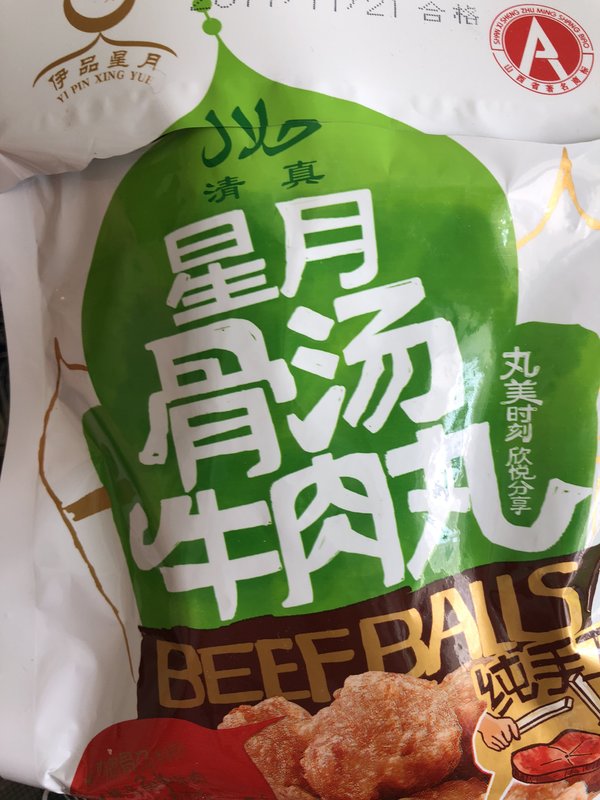 伊品星月
YI PIN XING YUE
合格
A
حلال
清真
星月
骨汤
牛肉丸
丸美时刻 欣悦分享
BEEF BALLS
纯手